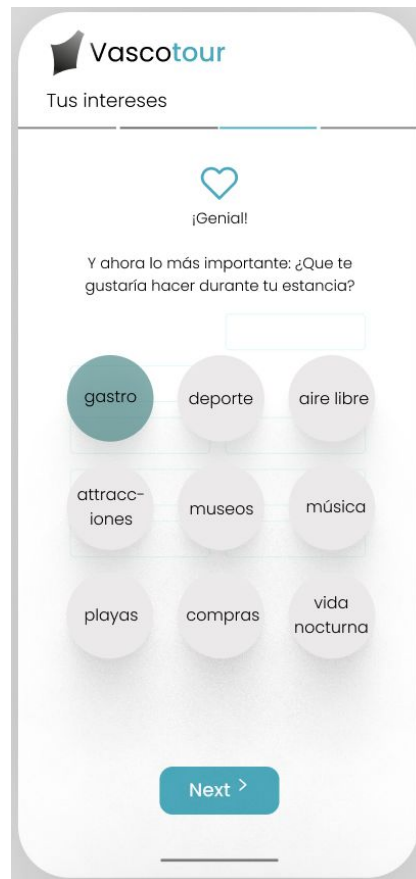 Vascotour
Tus intereses
¡Genial!
Y ahora lo más importante: ¿Que te
gustaría hacer durante tu estancia?
gastro
deporte
aire libre
attracc-
iones
museos
música
playas
compras
vida
nocturna
Next >